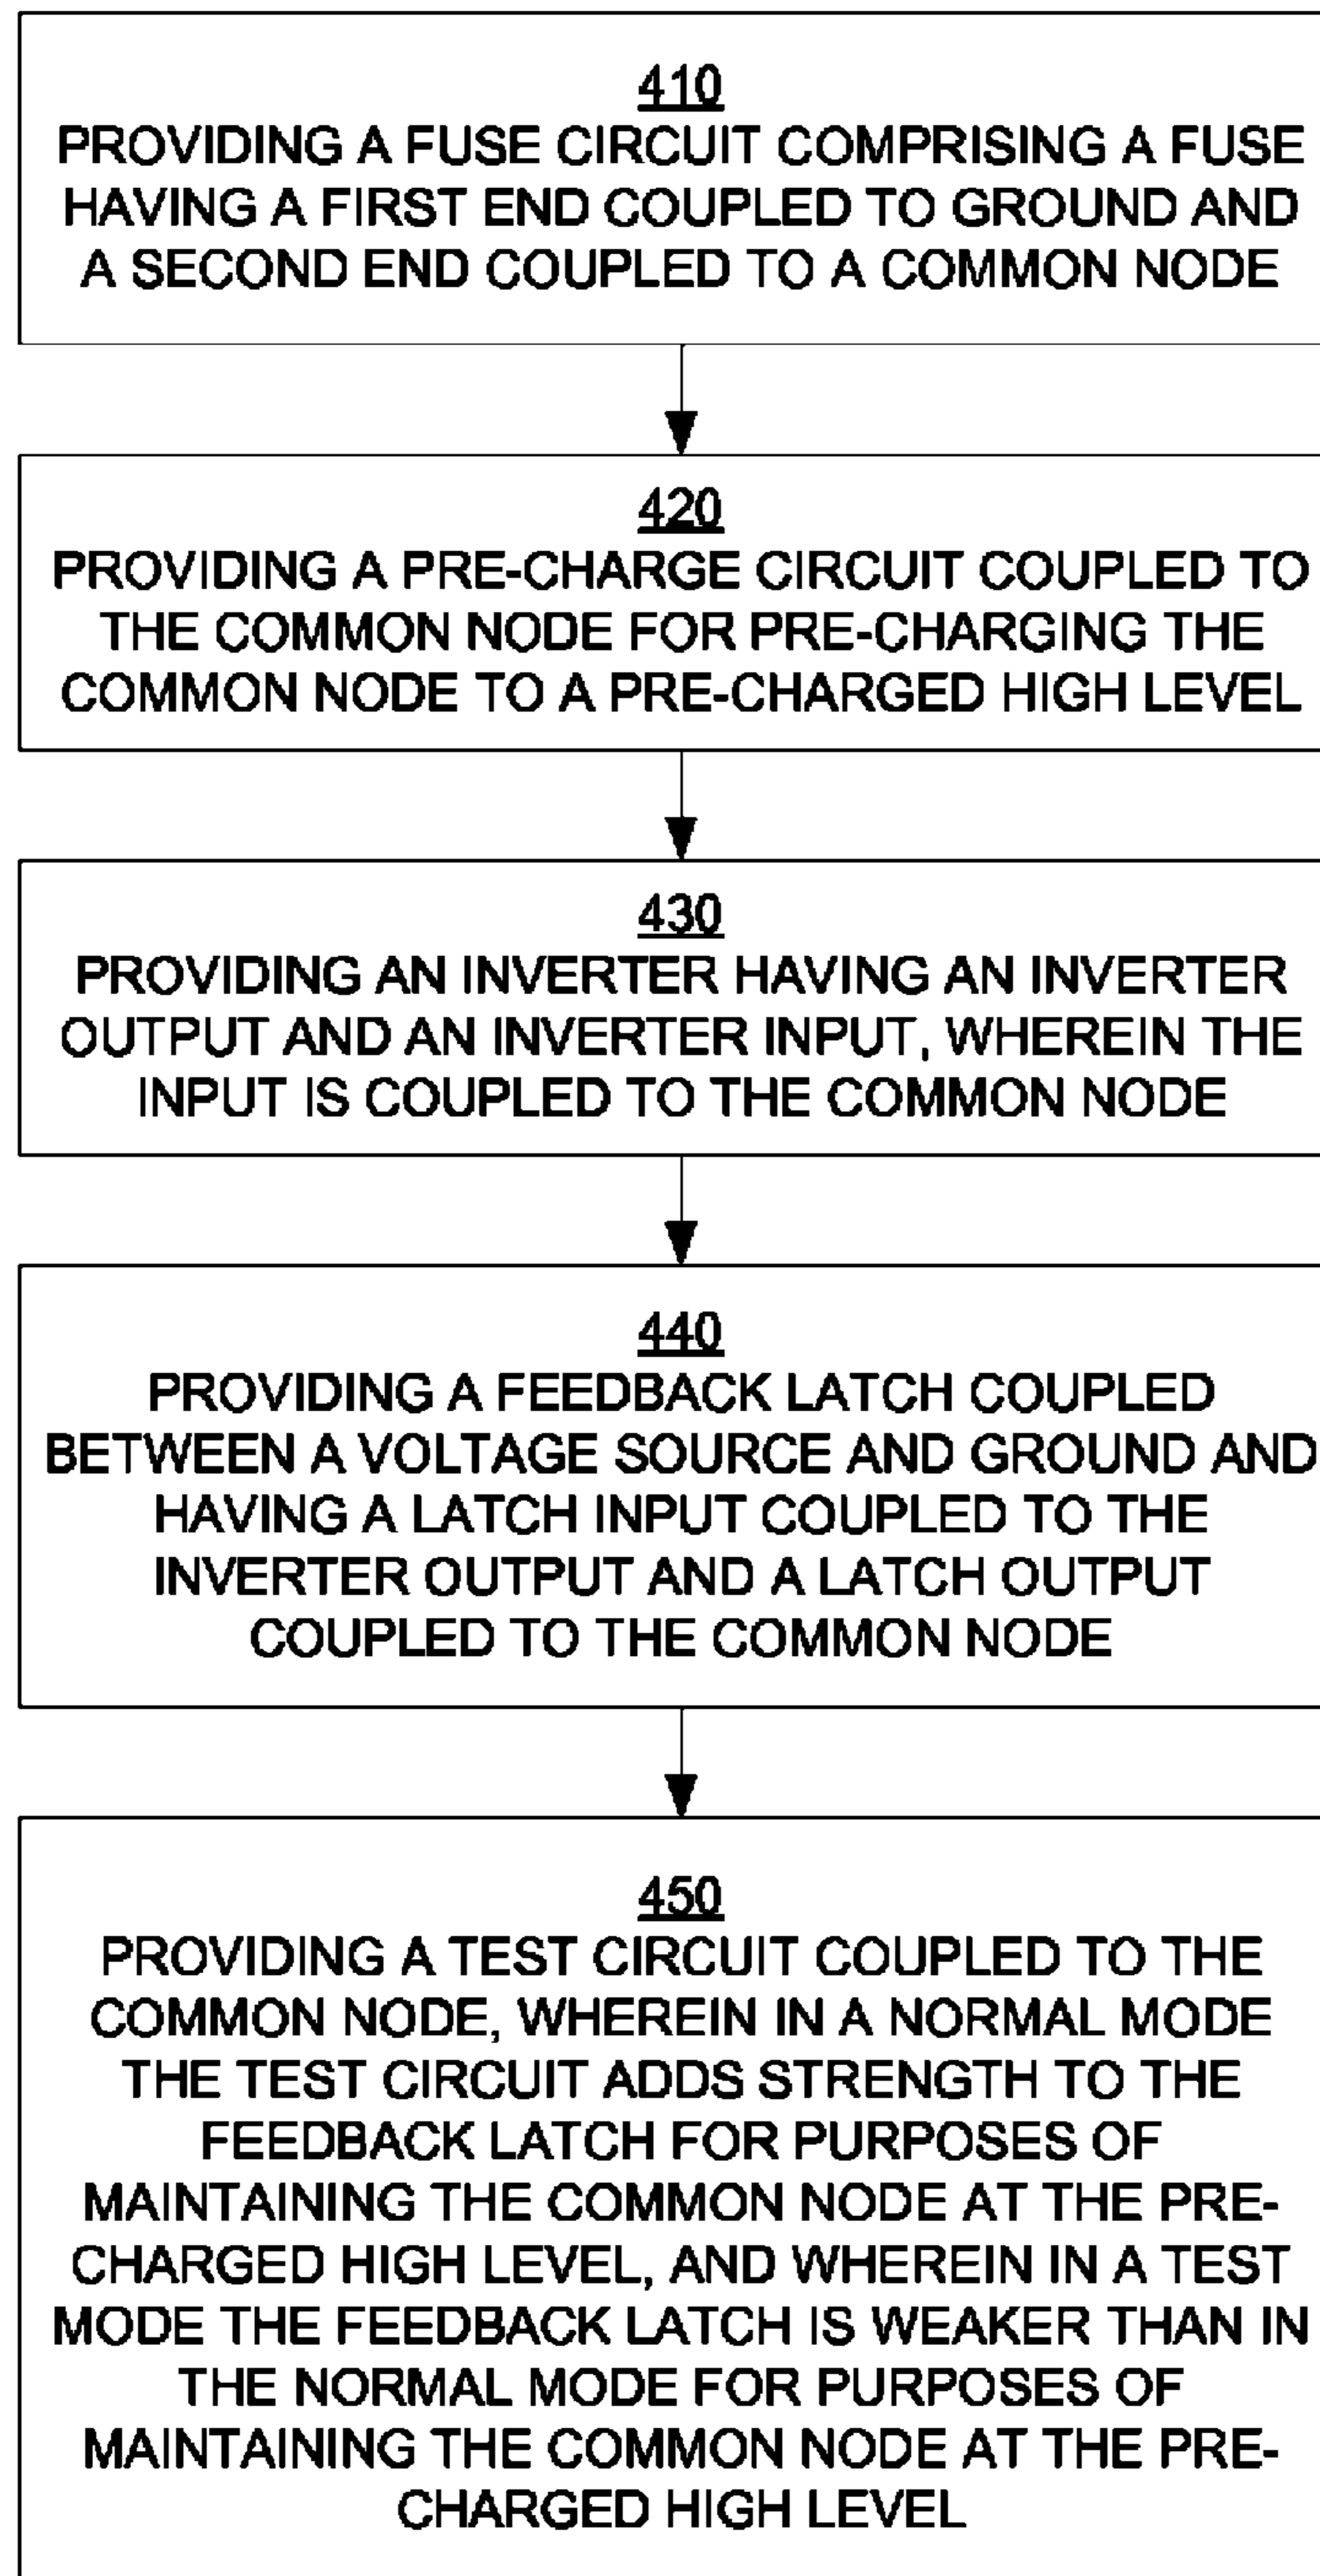 410
PROVIDING A FUSE CIRCUIT COMPRISING A FUSE
HAVING A FIRST END COUPLED TO GROUND AND
A SECOND END COUPLED TO A COMMON NODE
420
PROVIDING A PRE-CHARGE CIRCUIT COUPLED TO
THE COMMON NODE FOR PRE-CHARGING THE
COMMON NODE TO A PRE-CHARGED HIGH LEVEL
430
PROVIDING AN INVERTER HAVING AN INVERTER
OUTPUT AND AN INVERTER INPUT, WHEREIN THE
INPUT IS COUPLED TO THE COMMON NODE
440
PROVIDING A FEEDBACK LATCH COUPLED
BETWEEN A VOLTAGE SOURCE AND GROUND AND
HAVING A LATCH INPUT COUPLED TO THE
INVERTER OUTPUT AND A LATCH OUTPUT
COUPLED TO THE COMMON NODE
450
PROVIDING A TEST CIRCUIT COUPLED TO THE
COMMON NODE, WHEREIN IN A NORMAL MODE
THE TEST CIRCUIT ADDS STRENGTH TO THE
FEEDBACK LATCH FOR PURPOSES OF
MAINTAINING THE COMMON NODE AT THE PRE-
CHARGED HIGH LEVEL, AND WHEREIN IN A TEST
MODE THE FEEDBACK LATCH IS WEAKER THAN IN
THE NORMAL MODE FOR PURPOSES OF
MAINTAINING THE COMMON NODE AT THE PRE-
CHARGED HIGH LEVEL